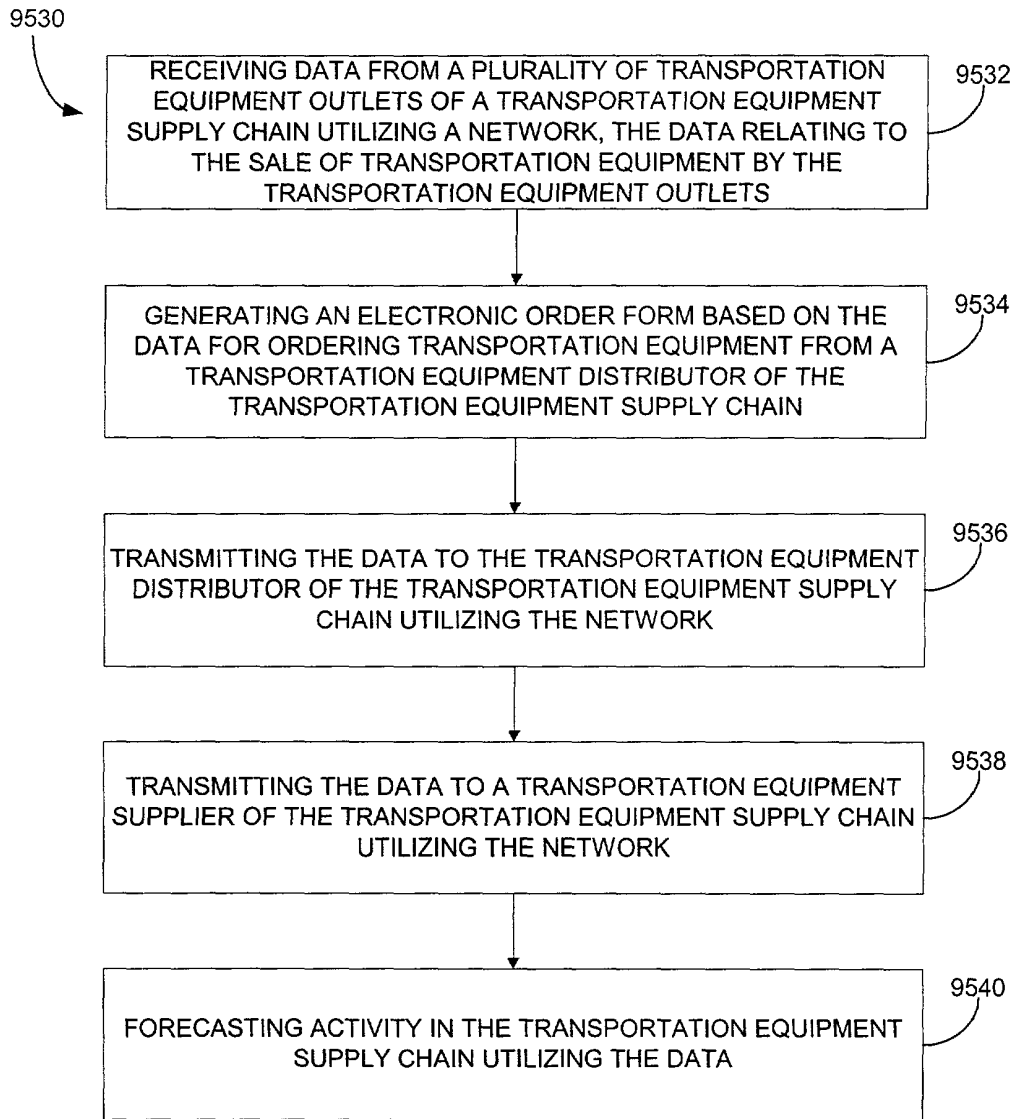 9530
RECEIVING DATA FROM A PLURALITY OF TRANSPORTATION
EQUIPMENT OUTLETS OF A TRANSPORTATION EQUIPMENT
SUPPLY CHAIN UTILIZING A NETWORK, THE DATA RELATING TO
THE SALE OF TRANSPORTATION EQUIPMENT BY THE
TRANSPORTATION EQUIPMENT OUTLETS
9532
GENERATING AN ELECTRONIC ORDER FORM BASED ON THE
DATA FOR ORDERING TRANSPORTATION EQUIPMENT FROM A
TRANSPORTATION EQUIPMENT DISTRIBUTOR OF THE
TRANSPORTATION EQUIPMENT SUPPLY CHAIN
9534
TRANSMITTING THE DATA TO THE TRANSPORTATION EQUIPMENT
DISTRIBUTOR OF THE TRANSPORTATION EQUIPMENT SUPPLY
CHAIN UTILIZING THE NETWORK
9536
TRANSMITTING THE DATA TO A TRANSPORTATION EQUIPMENT
SUPPLIER OF THE TRANSPORTATION EQUIPMENT SUPPLY CHAIN
UTILIZING THE NETWORK
9538
FORECASTING ACTIVITY IN THE TRANSPORTATION EQUIPMENT
SUPPLY CHAIN UTILIZING THE DATA
9540